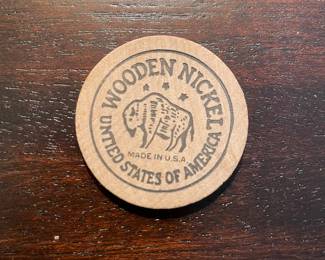 WOODEN NICKEL
MADE IN U.S.A
UNITED STATES OF AMERICA